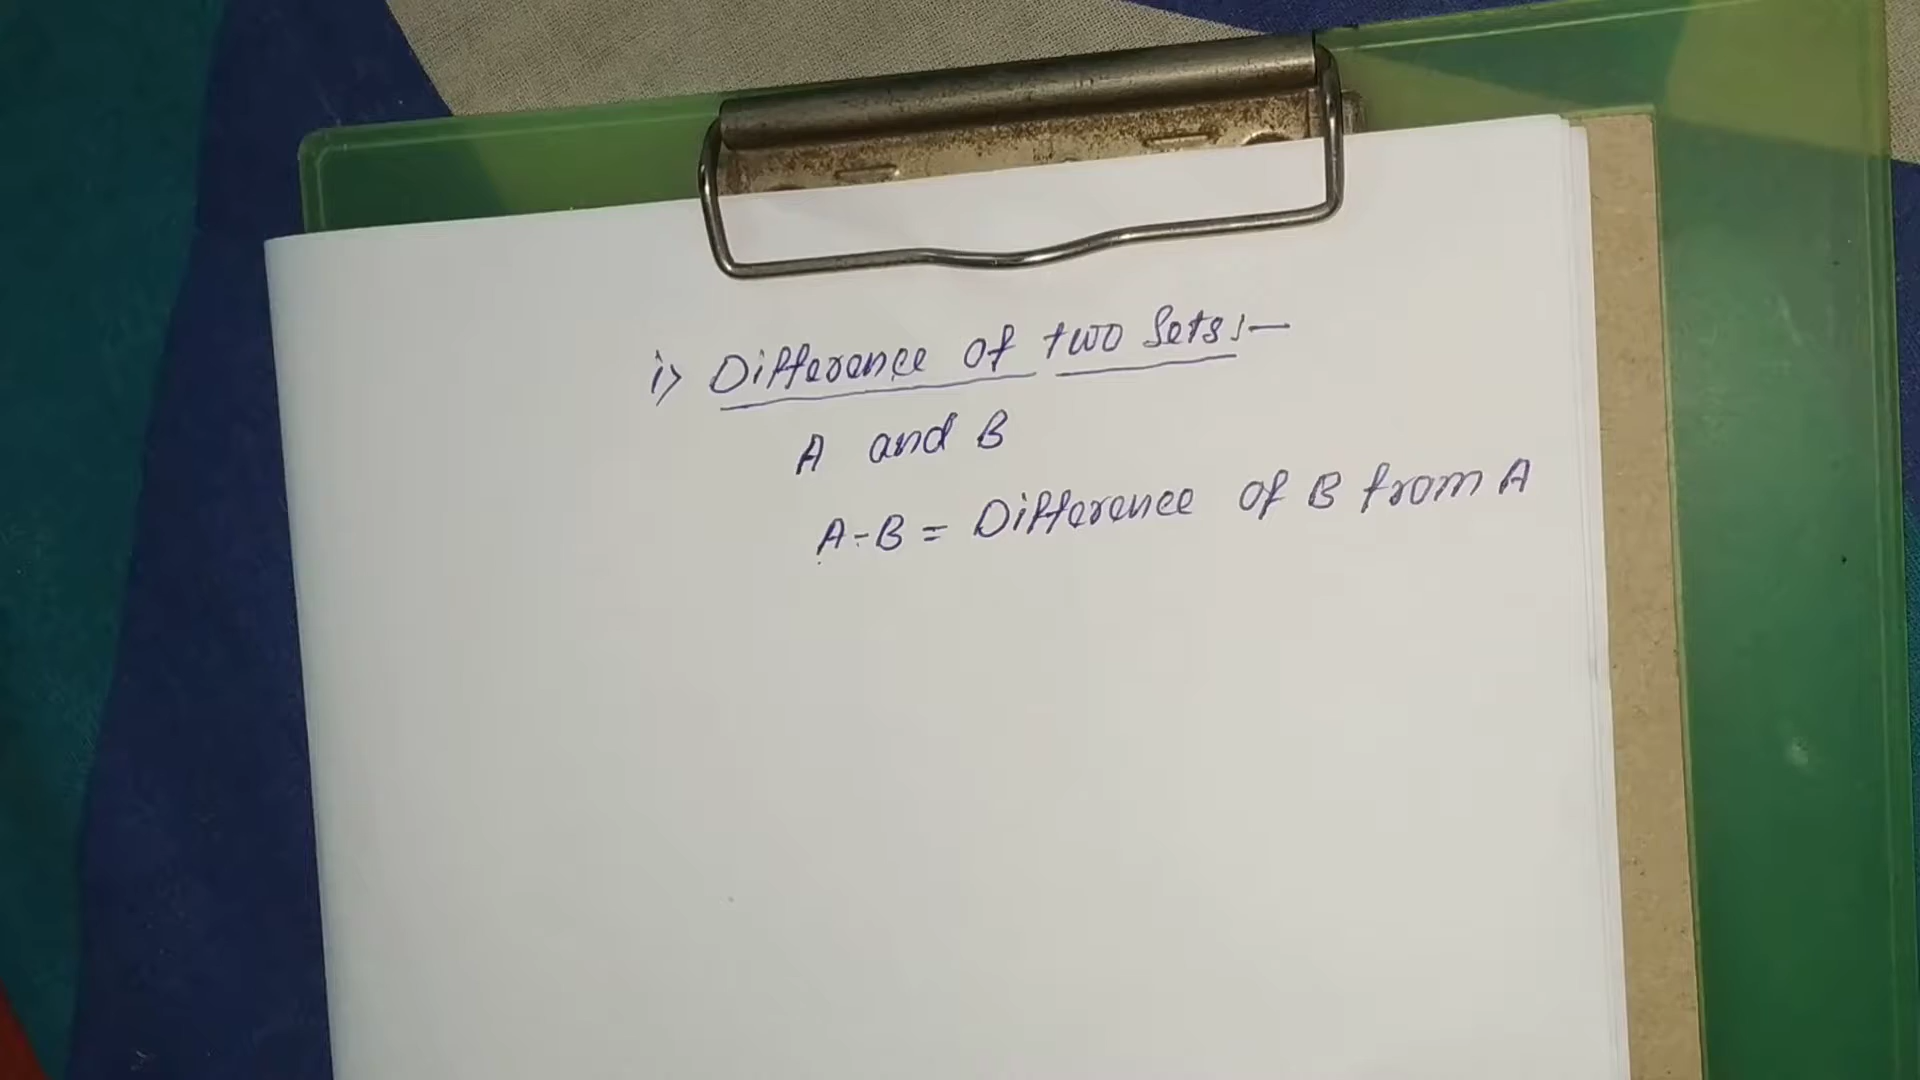 i> Difference of two Sets:-
A and B
A-B = Difference of B from A